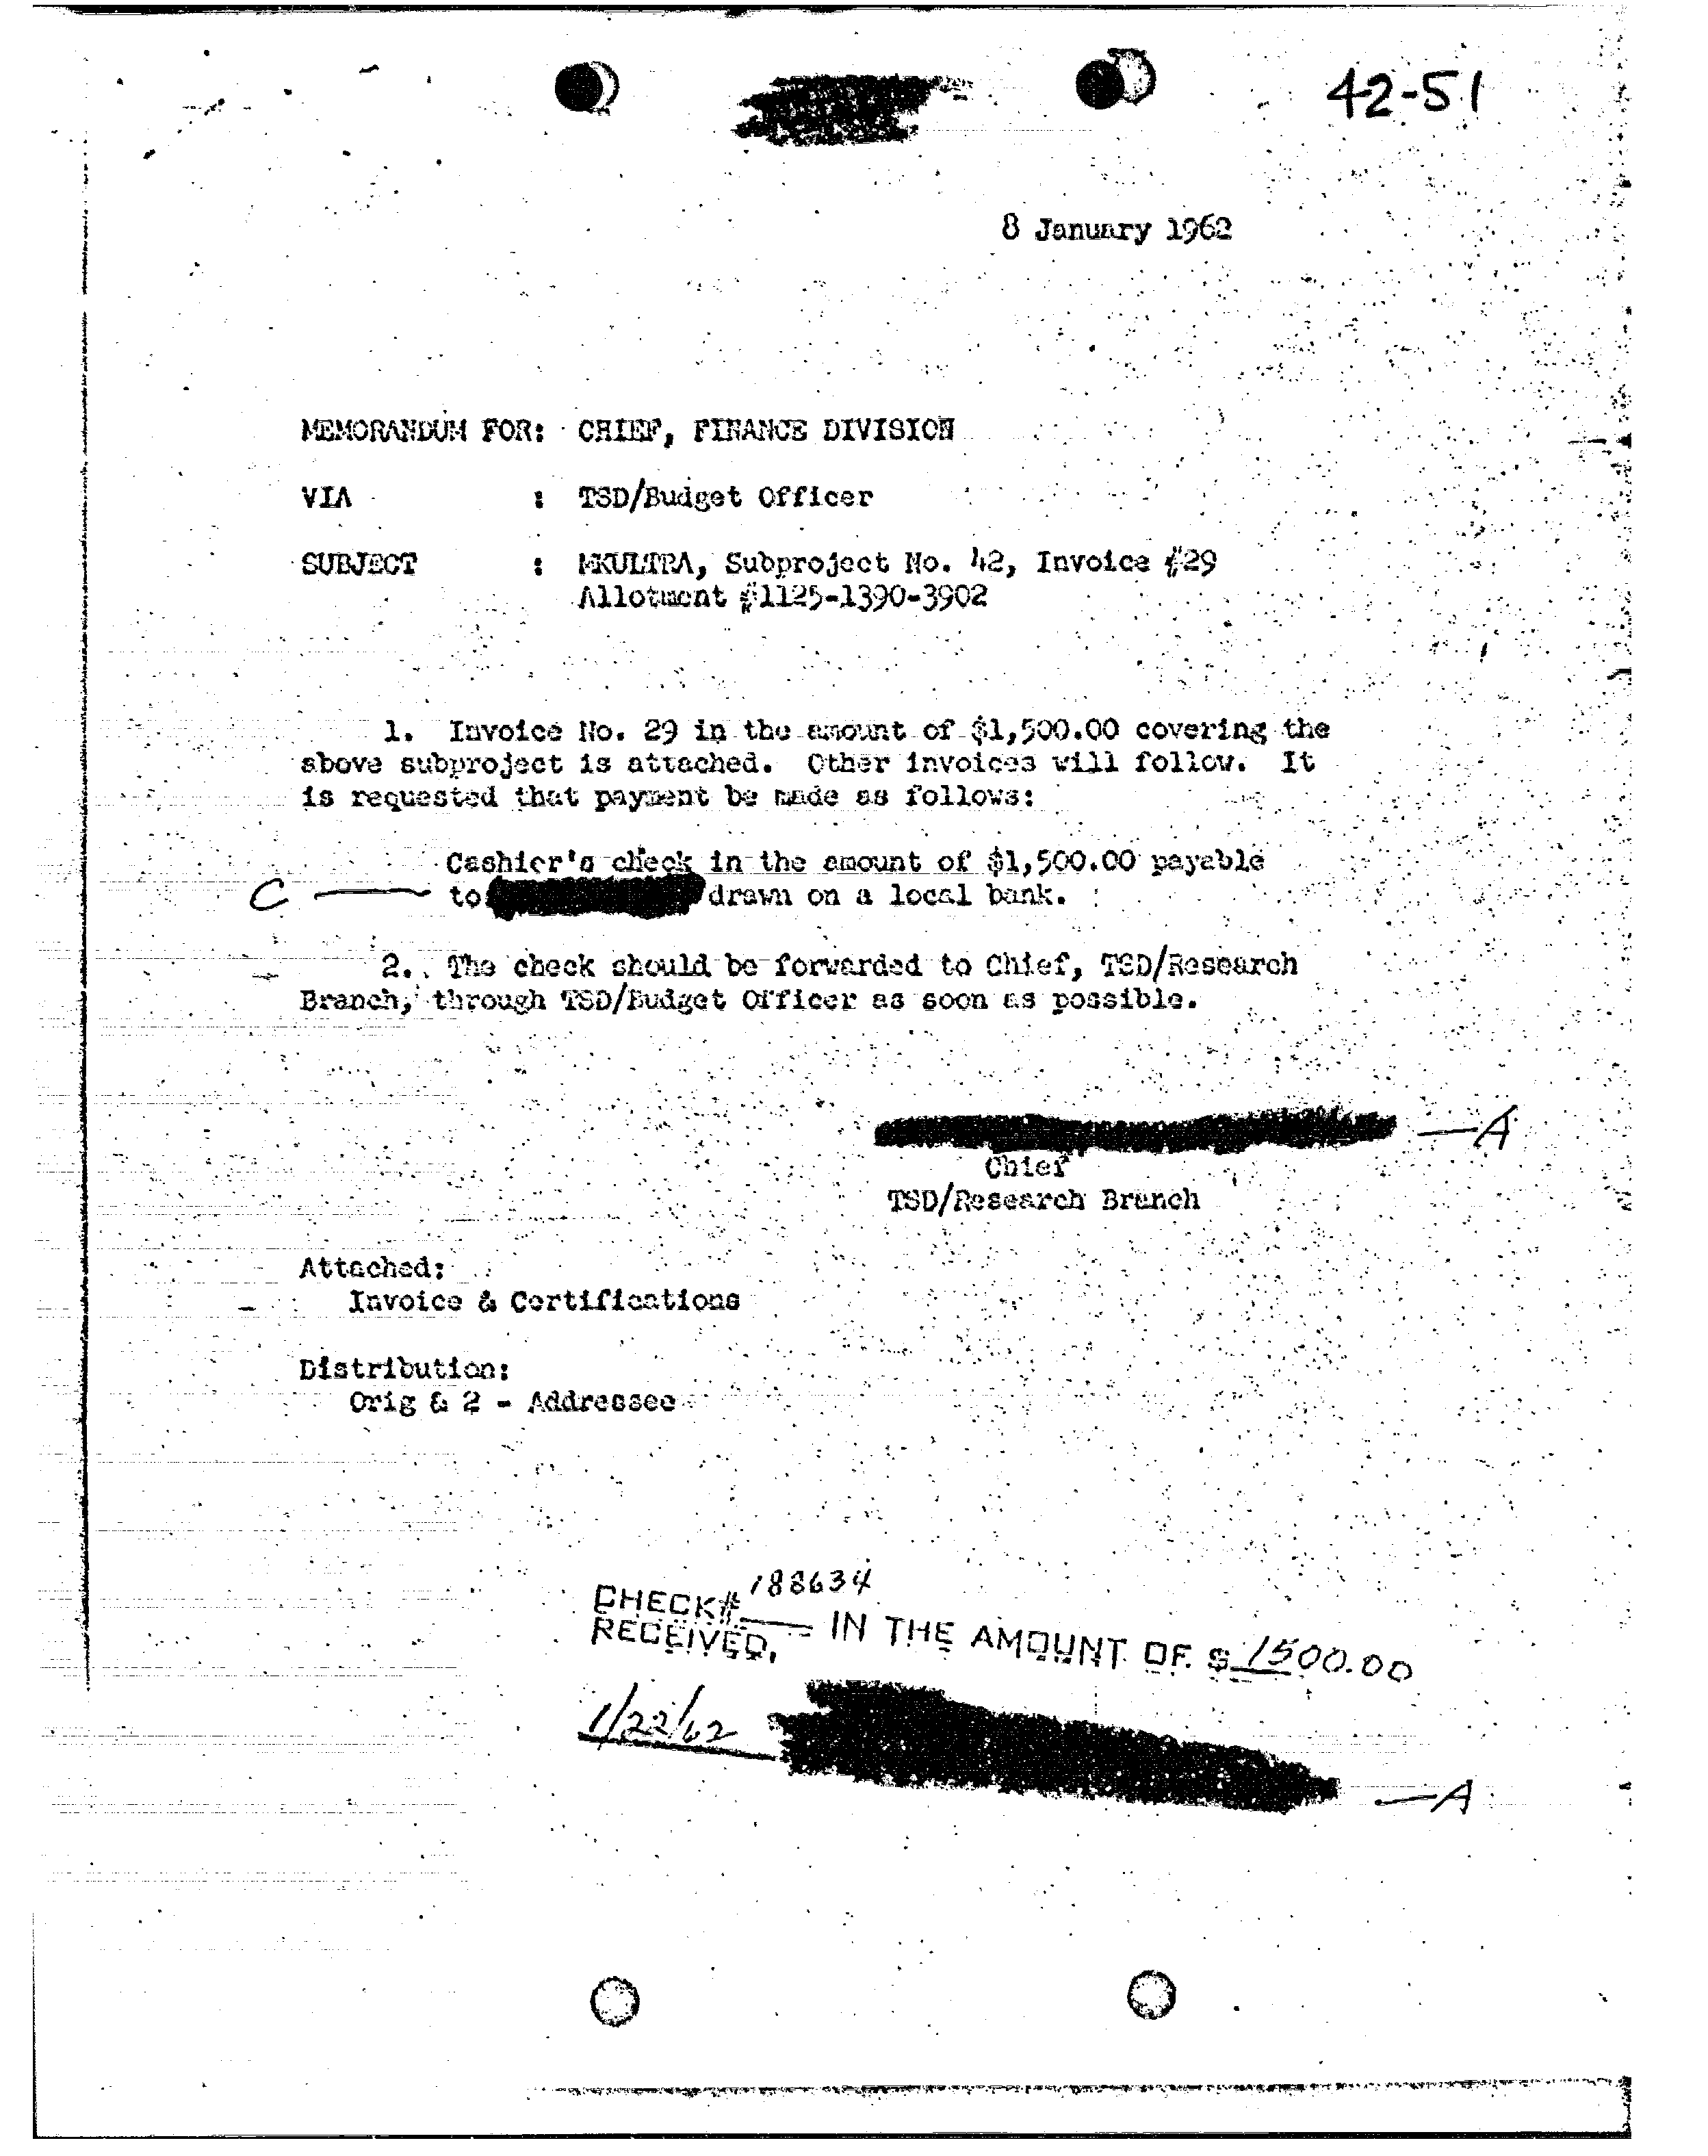 42-51
8 January 1962
MEMORANDUM FOR: CHIEF, FINANCE DIVISION
VIA : TSD/Budget Officer
SUBJECT : MKULTRA, Subproject No. 42, Invoice #29
Allotment #1125-1390-3902
1. Invoice No. 29 in the amount of $1,500.00 covering the
above subproject is attached. Other invoices will follow. It
is requested that payment be made as follows:
Cashier's check in the amount of $1,500.00 payable
C — to drawn on a local bank.
2. The check should be forwarded to Chief, TSD/Research
Branch, through TSD/Budget Officer as soon as possible.
— A
Chief
TSD/Research Branch
Attached:
Invoice & Certifications
Distribution:
Orig & 2 - Addressee
CHECK# 188634 IN THE AMOUNT OF $ 1500.00
RECEIVED.
1/22/62
— A